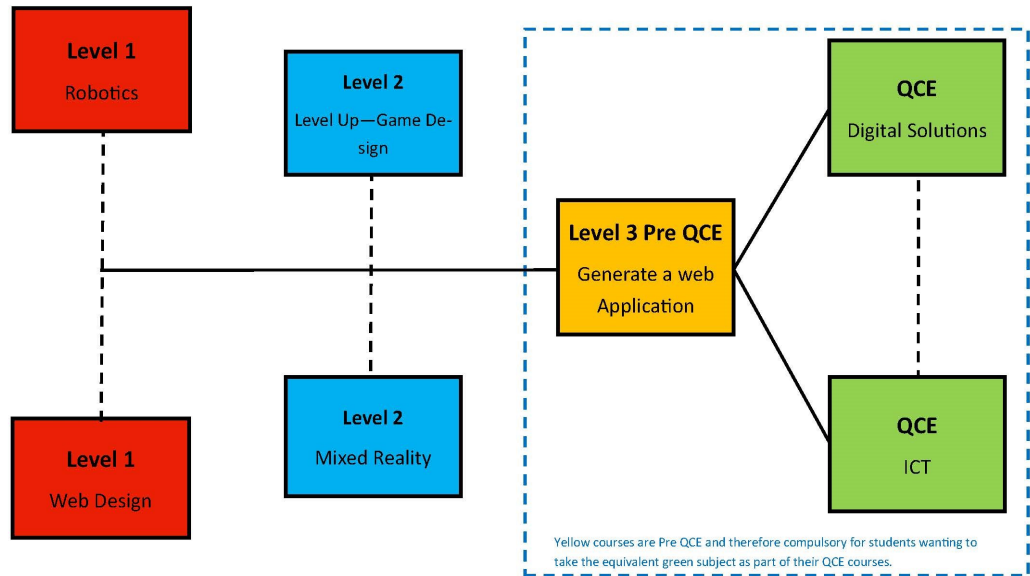 Level 1
Robotics
Level 1
Web Design
Level 2
Level Up—Game De-
sign
Level 2
Mixed Reality
Level 3 Pre QCE
Generate a web
Application
QCE
Digital Solutions
QCE
ICT
Yellow courses are Pre QCE and therefore compulsory for students wanting to
take the equivalent green subject as part of their QCE courses.